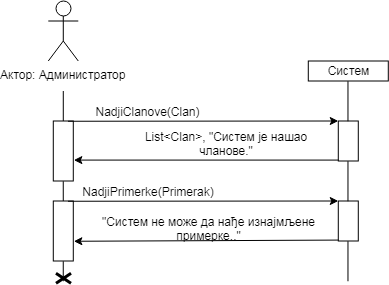 Актор: Администратор
Систем
NadjiClanove(Clan)
List<Clan>, "Систем је нашао
чланове."
NadjiPrimerke(Primerak)
"Систем не може да нађе изнајмљене
примерке.."